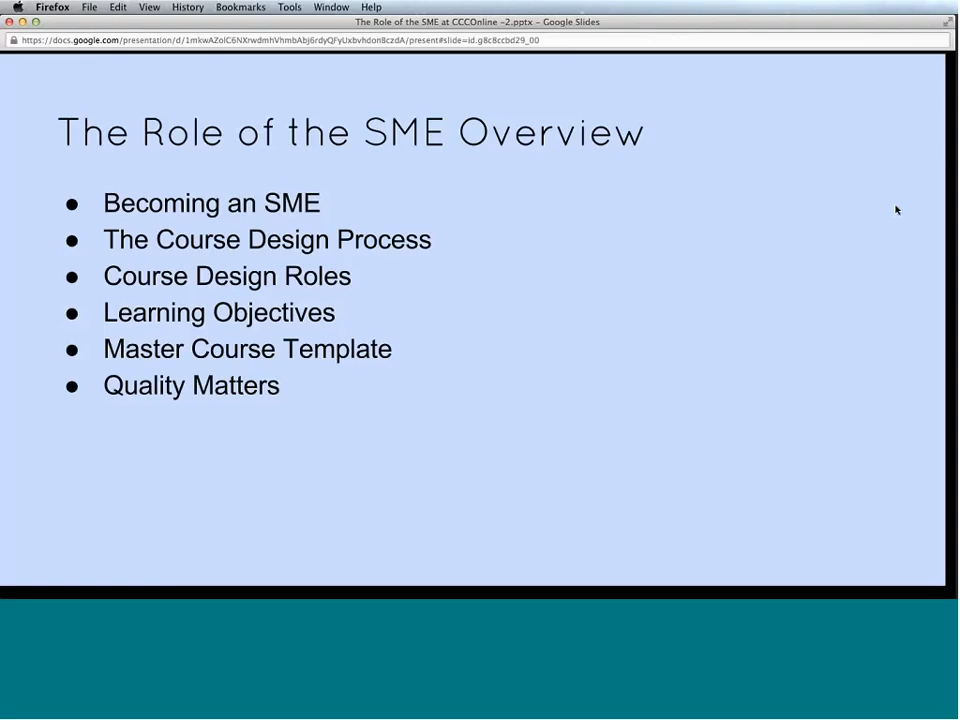 Firefox File Edit View History Bookmarks Tools Window Help
The Role of the SME at CCCOnline -2.pptx - Google Slides
The Role of the SME Overview
● Becoming an SME
● The Course Design Process
● Course Design Roles
● Learning Objectives
● Master Course Template
● Quality Matters